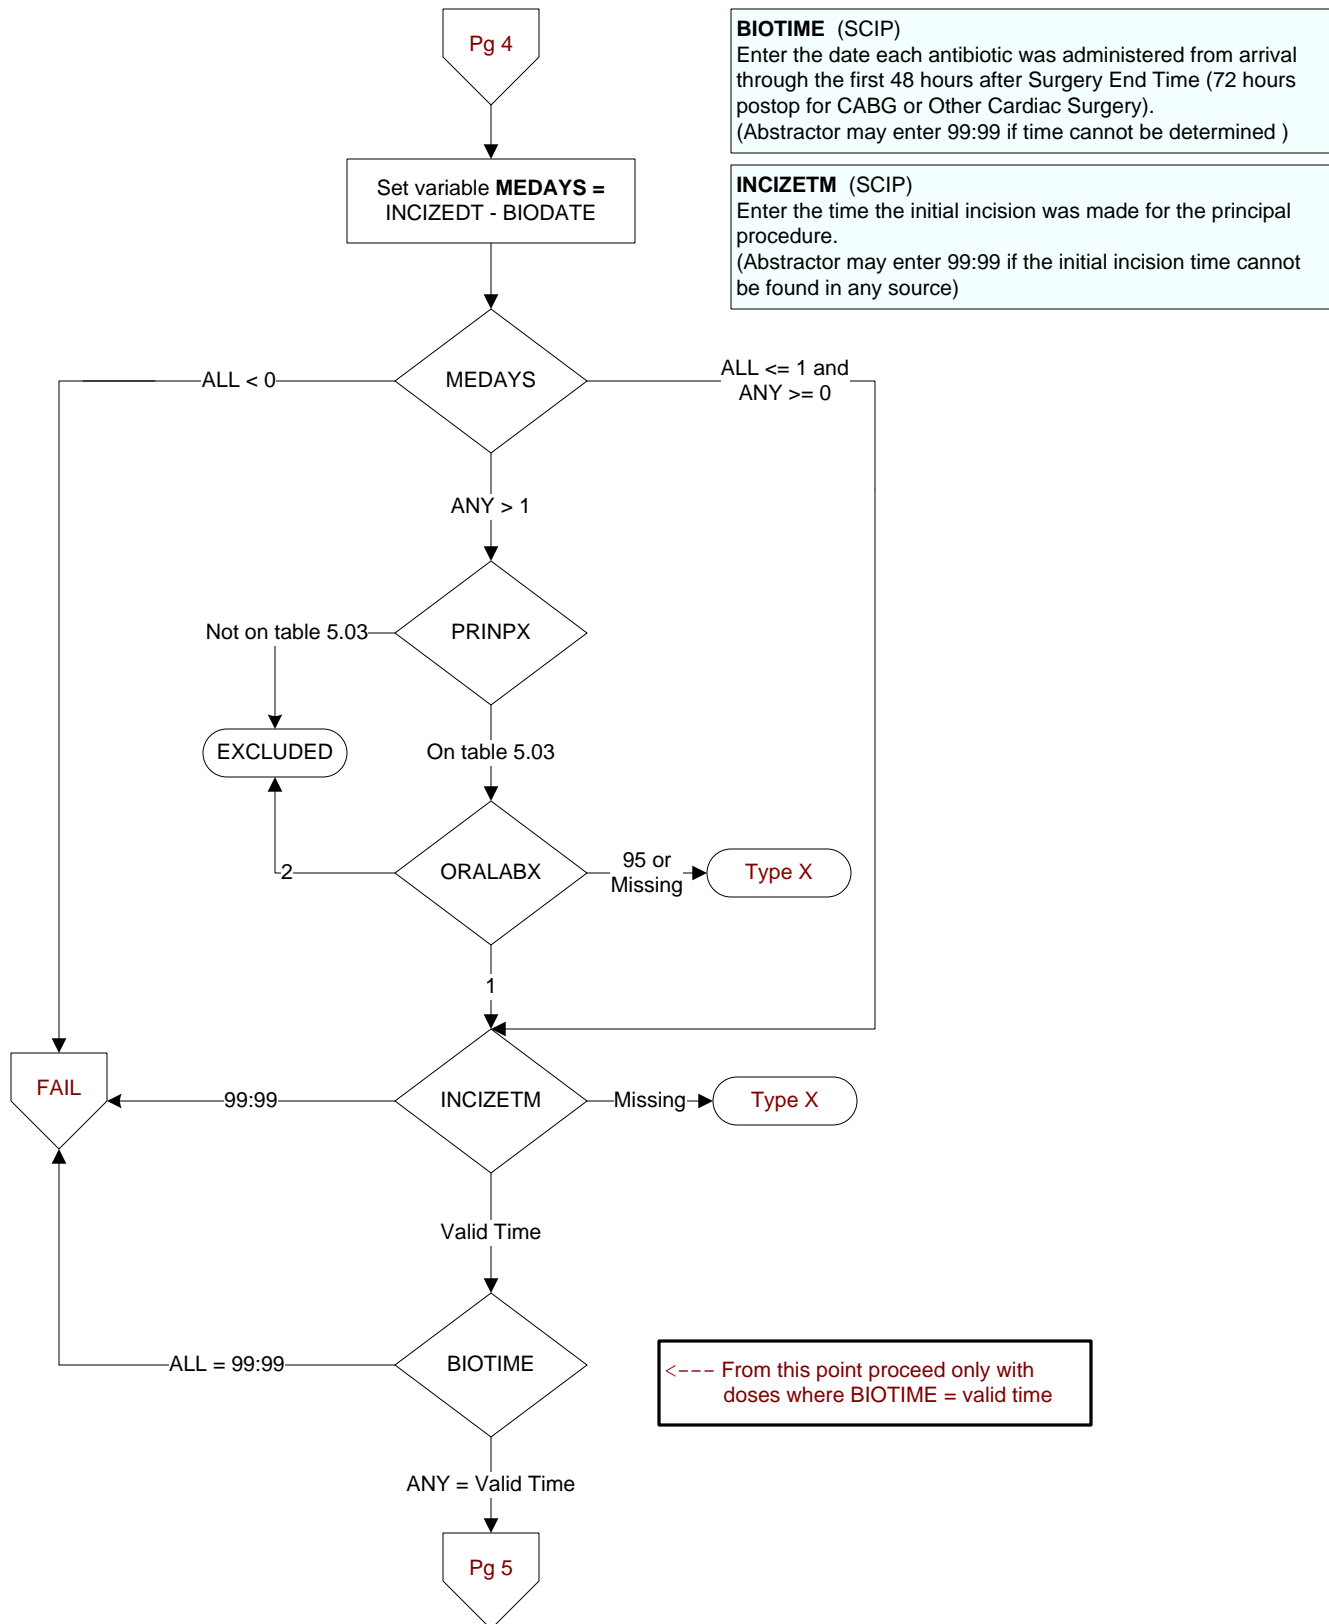 Pg 4
BIOTIME (SCIP)
Enter the date each antibiotic was administered from arrival
through the first 48 hours after Surgery End Time (72 hours
postop for CABG or Other Cardiac Surgery).
(Abstractor may enter 99:99 if time cannot be determined )
INCIZETM (SCIP)
Enter the time the initial incision was made for the principal
procedure.
(Abstractor may enter 99:99 if the initial incision time cannot
be found in any source)
Set variable MEDAYS =
INCIZEDT - BIODATE
ALL < 0
MEDAYS
ALL <= 1 and
ANY >= 0
ANY > 1
Not on table 5.03
PRINPX
EXCLUDED
On table 5.03
2
ORALABX
95 or
Missing
Type X
1
FAIL
99:99
INCIZETM
Missing
Type X
Valid Time
ALL = 99:99
BIOTIME
<--- From this point proceed only with
doses where BIOTIME = valid time
ANY = Valid Time
Pg 5